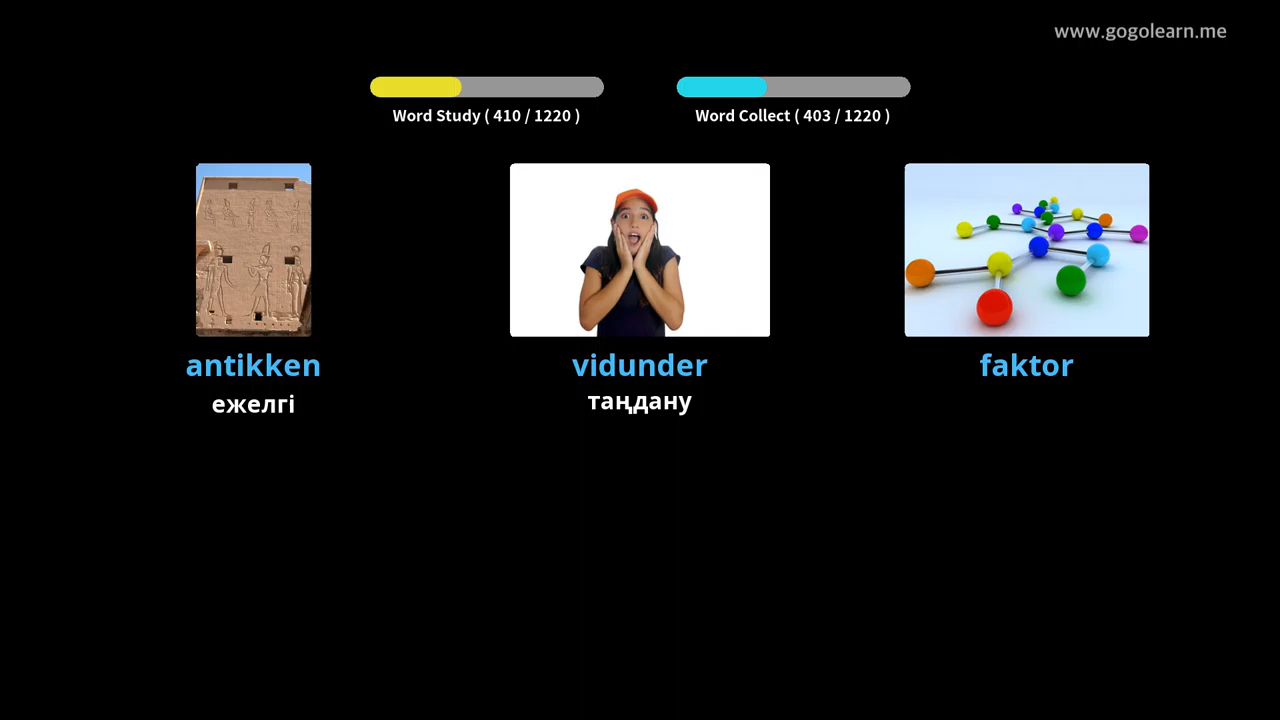 www.gogolearn.me
Word Study ( 410 / 1220 )
Word Collect ( 403 / 1220 )
antikken
vidunder
faktor
ежелгі
таңдану